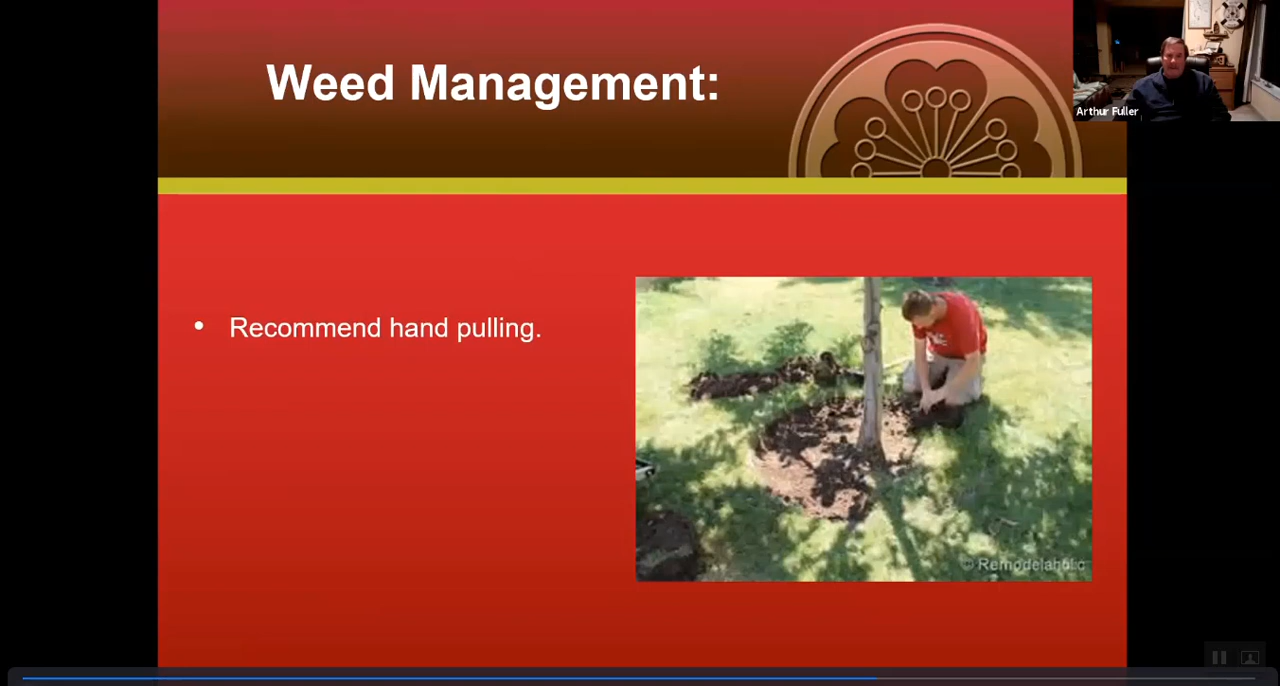 Weed Management:
Arthur Fuller
• Recommend hand pulling.
© Remodelaholic